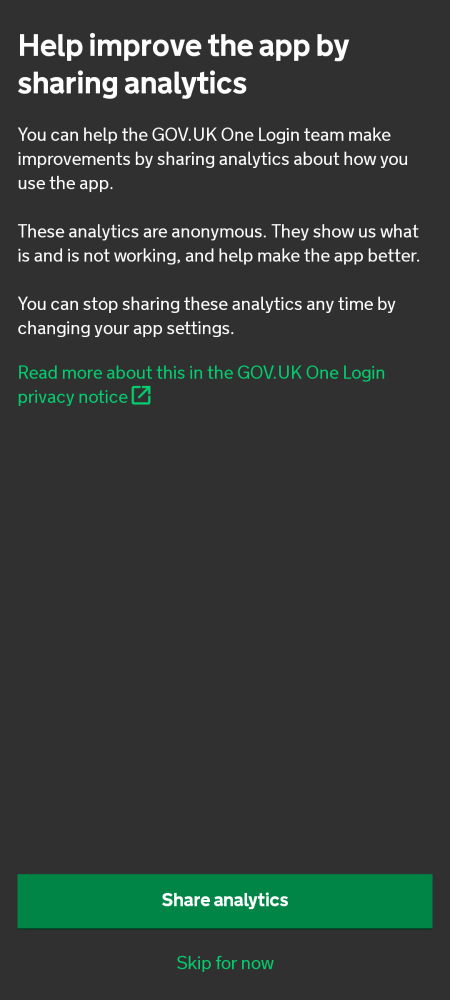 Help improve the app by
sharing analytics
You can help the GOV.UK One Login team make
improvements by sharing analytics about how you
use the app.
These analytics are anonymous. They show us what
is and is not working, and help make the app better.
You can stop sharing these analytics any time by
changing your app settings.
Read more about this in the GOV.UK One Login
privacy notice
Share analytics
Skip for now